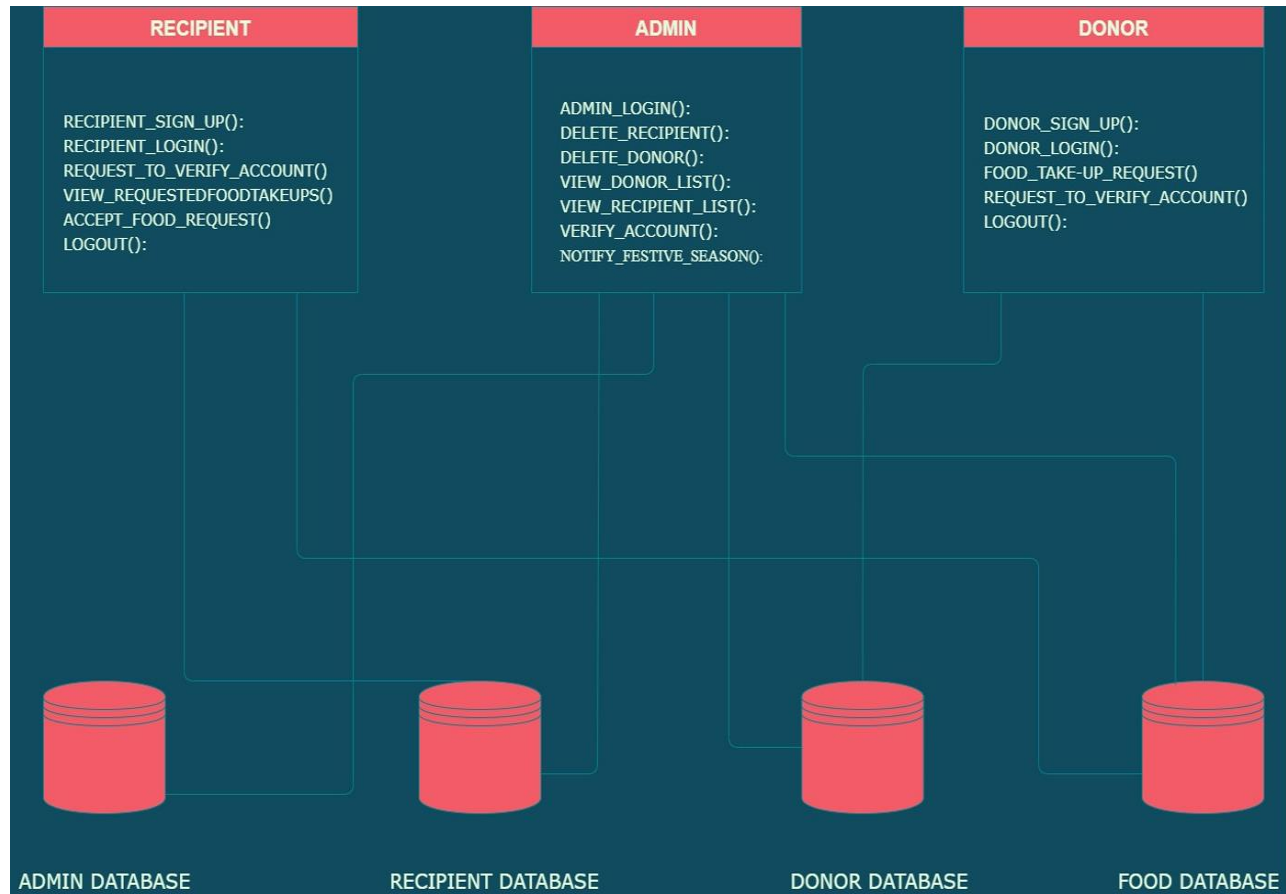 RECIPIENT
RECIPIENT_SIGN_UP():
RECIPIENT_LOGIN():
REQUEST_TO_VERIFY_ACCOUNT()
VIEW_REQUESTEDFOODTAKEUPS()
ACCEPT_FOOD_REQUEST()
LOGOUT():
ADMIN
ADMIN_LOGIN():
DELETE_RECIPIENT():
DELETE_DONOR():
VIEW_DONOR_LIST():
VIEW_RECIPIENT_LIST():
VERIFY_ACCOUNT():
NOTIFY_FESTIVE_SEASON():
DONOR
DONOR_SIGN_UP():
DONOR_LOGIN():
FOOD_TAKE-UP_REQUEST()
REQUEST_TO_VERIFY_ACCOUNT()
LOGOUT():
ADMIN DATABASE
RECIPIENT DATABASE
DONOR DATABASE
FOOD DATABASE